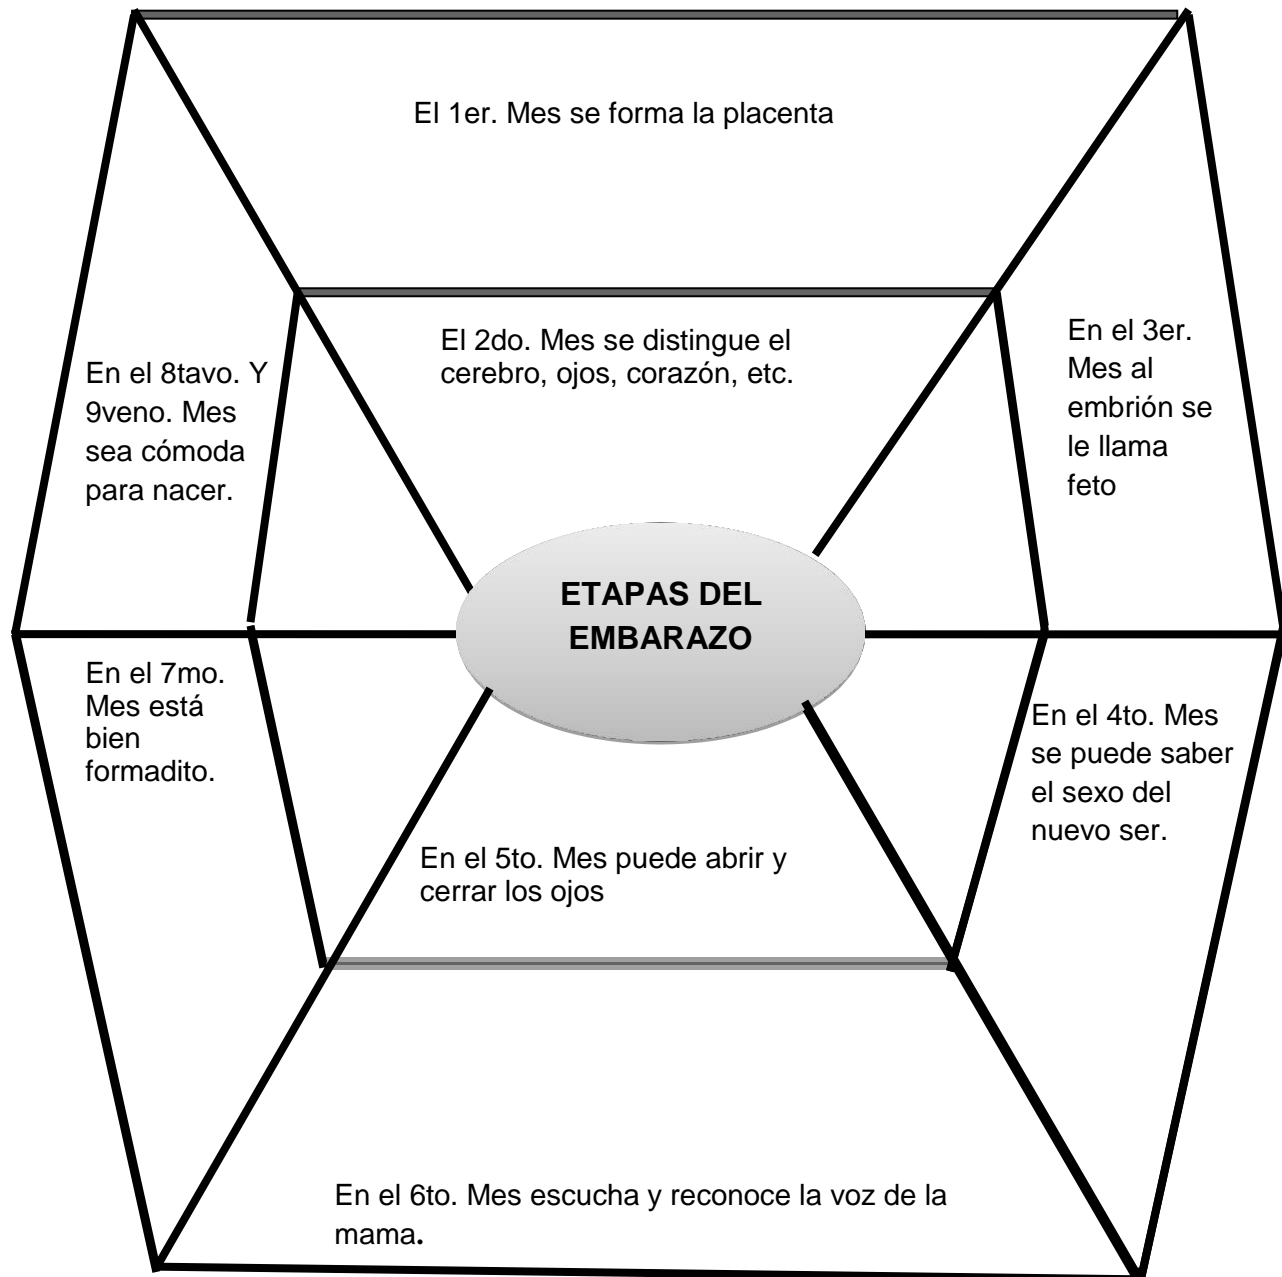 El 1er. Mes se forma la placenta
El 2do. Mes se distingue el
cerebro, ojos, corazón, etc.
En el 3er.
Mes al
embrión se
le llama
feto
En el 8tavo. Y
9veno. Mes
sea cómoda
para nacer.
ETAPAS DEL
EMBARAZO
En el 7mo.
Mes está
bien
formadito.
En el 4to. Mes
se puede saber
el sexo del
nuevo ser.
En el 5to. Mes puede abrir y
cerrar los ojos
En el 6to. Mes escucha y reconoce la voz de la
mama.